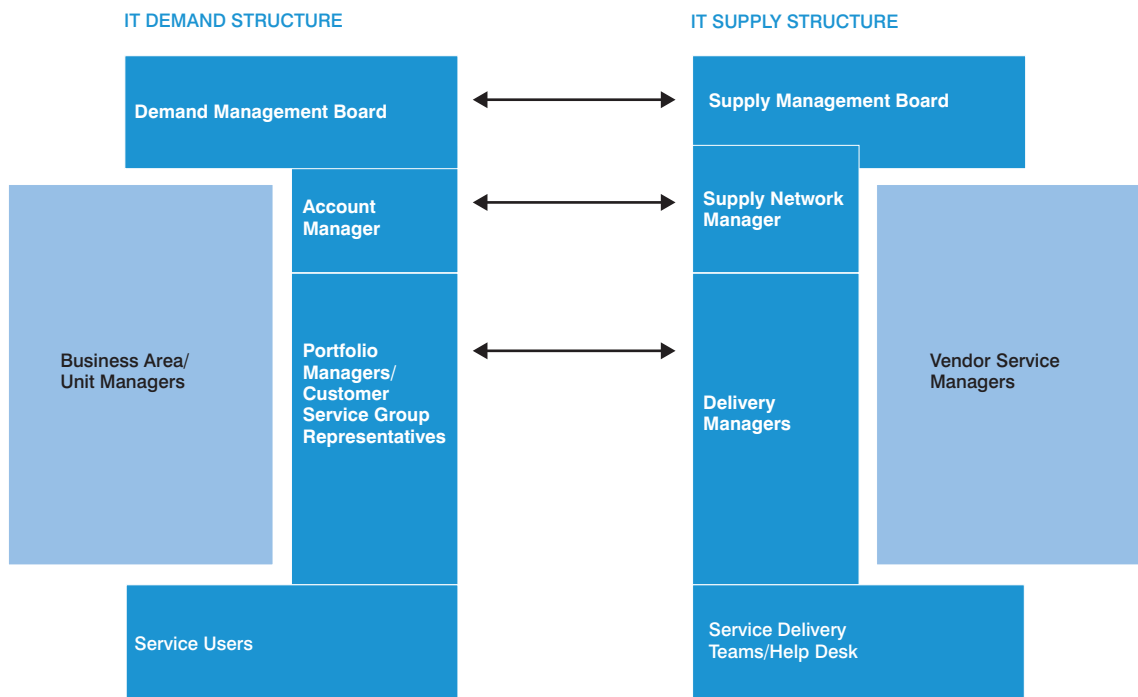 IT DEMAND STRUCTURE
IT SUPPLY STRUCTURE
Demand Management Board
Supply Management Board
Account
Manager
Supply Network
Manager
Business Area/
Unit Managers
Portfolio
Managers/
Customer
Service Group
Representatives
Delivery
Managers
Vendor Service
Managers
Service Users
Service Delivery
Teams/Help Desk